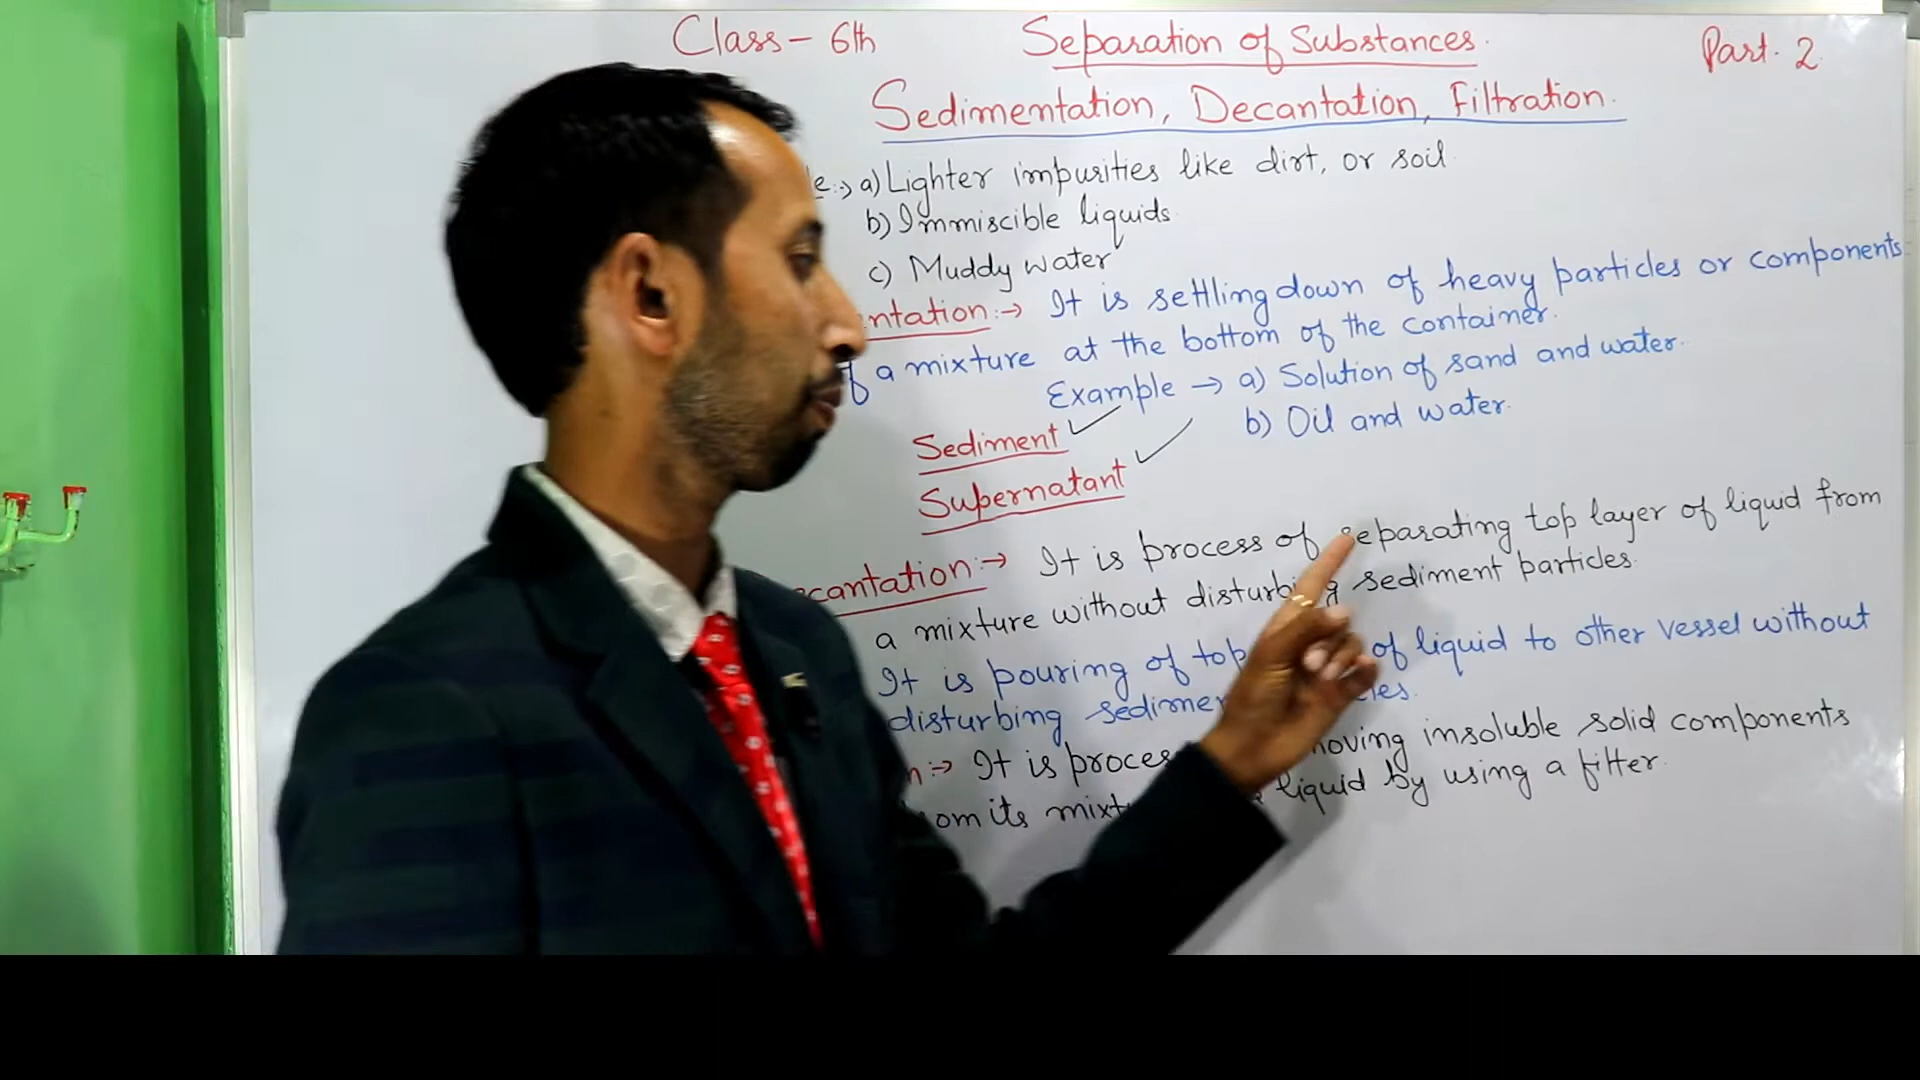 Class - 6th Separation of Substances. Part. 2
Sedimentation, Decantation, Filtration.
a) Lighter impurities like dirt, or soil
b) Immiscible liquids
c) Muddy water
It is settling down of heavy particles or components
a mixture at the bottom of the container.
Example → a) Solution of sand and water.
b) Oil and water.
Sediment
Supernatant
It is process of separating top layer of liquid from
a mixture without disturbing sediment particles.
It is pouring of top of liquid to other vessel without
disturbing
It is insoluble solid components
its liquid by using a filter.